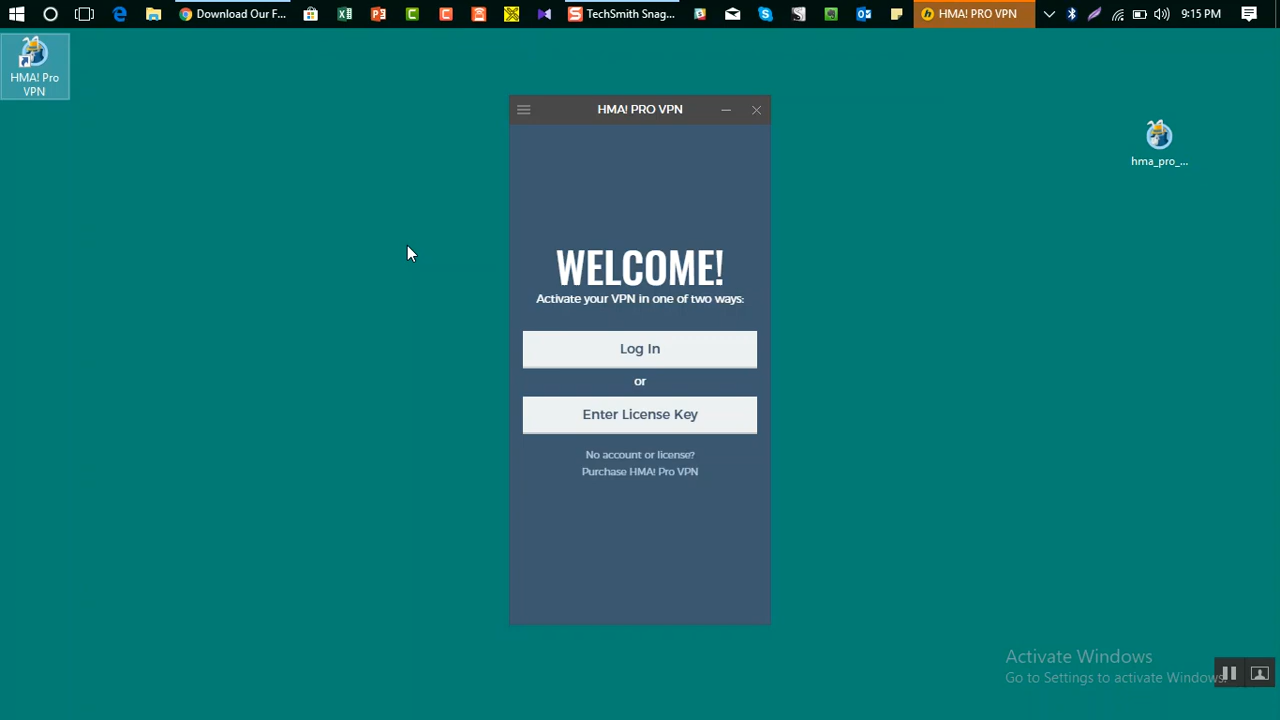 Download Our F...
TechSmith Snag...
HMA! PRO VPN
9:15 PM
HMA! Pro
VPN
HMA! PRO VPN
hma_pro_...
WELCOME!
Activate your VPN in one of two ways:
Log In
or
Enter License Key
No account or license?
Purchase HMA! Pro VPN
Activate Windows
Go to Settings to activate Windows.